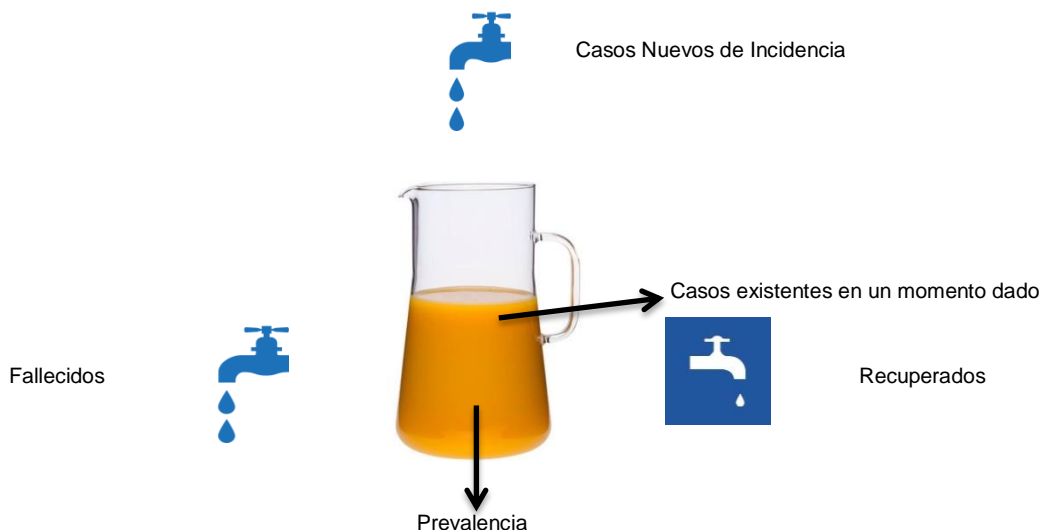 Casos Nuevos de Incidencia
Casos existentes en un momento dado
Fallecidos
Recuperados
Prevalencia